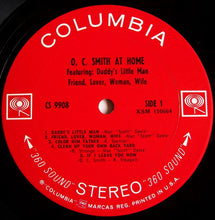 COLUMBIA
O. C. SMITH AT HOME
Featuring: Daddy's Little Man
Friend, Lover, Woman, Wife
CS 9908
SIDE 1
XSM 150664
1. DADDY'S LITTLE MAN
2. FRIEND, LOVER, WOMAN, WIFE
3. COLOR HIM FATHER
4. CLEAN UP YOUR OWN BACK YARD
5. IF I LEAVE YOU NOW
360 SOUND STEREO 360 SOUND
® COLUMBIA MARCAS REG. PRINTED IN U.S.A.